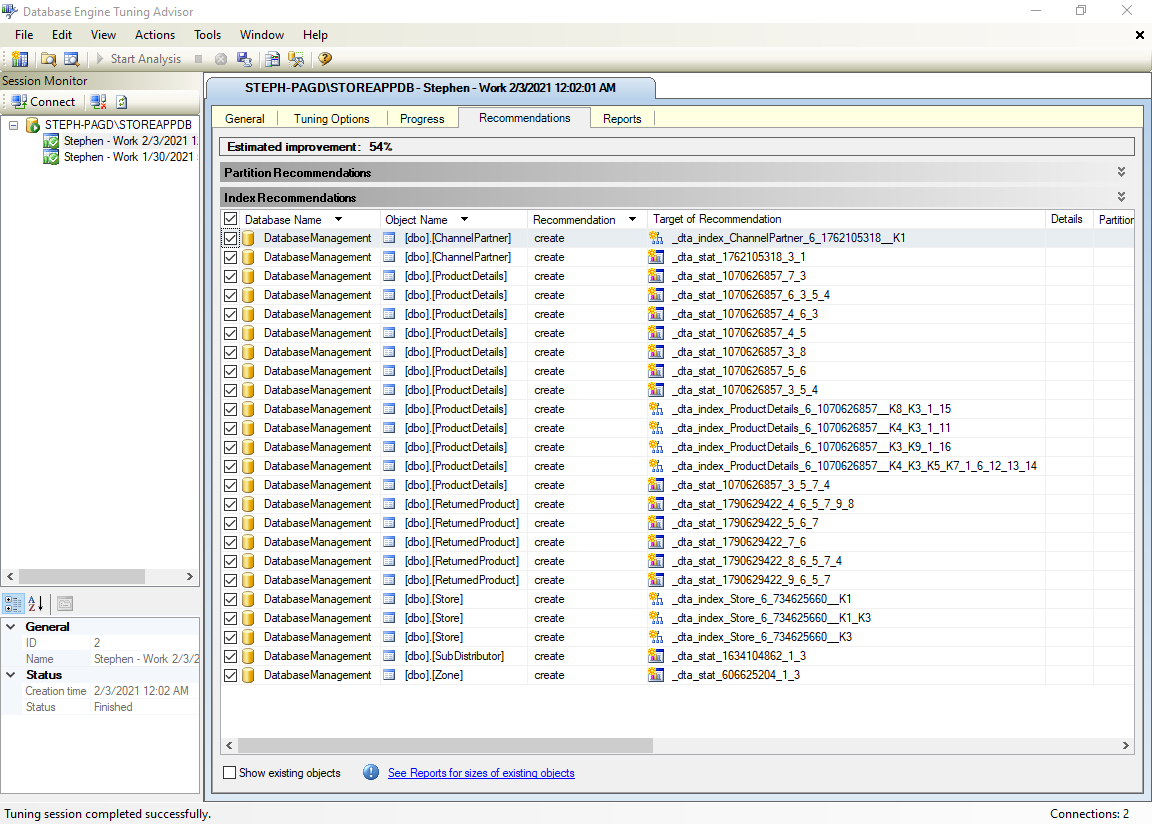 Database Engine Tuning Advisor
File Edit View Actions Tools Window Help
Start Analysis
Session Monitor
Connect
STEPH-PAGD\STOREAPPDB
Stephen - Work 2/3/2021 1
Stephen - Work 1/30/2021
General
ID 2
Name Stephen - Work 2/3/2
Status
Creation time 2/3/2021 12:02 AM
Status Finished
STEPH-PAGD\STOREAPPDB - Stephen - Work 2/3/2021 12:02:01 AM
General Tuning Options Progress Recommendations Reports
Estimated improvement: 54%
Partition Recommendations
Index Recommendations
Database Name Object Name Recommendation Target of Recommendation Details Partition
DatabaseManagement [dbo].[ChannelPartner] create _dta_index_ChannelPartner_6_1762105318__K1
DatabaseManagement [dbo].[ChannelPartner] create _dta_stat_1762105318_3_1
DatabaseManagement [dbo].[ProductDetails] create _dta_stat_1070626857_7_3
DatabaseManagement [dbo].[ProductDetails] create _dta_stat_1070626857_6_3_5_4
DatabaseManagement [dbo].[ProductDetails] create _dta_stat_1070626857_4_6_3
DatabaseManagement [dbo].[ProductDetails] create _dta_stat_1070626857_4_5
DatabaseManagement [dbo].[ProductDetails] create _dta_stat_1070626857_3_8
DatabaseManagement [dbo].[ProductDetails] create _dta_stat_1070626857_5_6
DatabaseManagement [dbo].[ProductDetails] create _dta_stat_1070626857_3_5_4
DatabaseManagement [dbo].[ProductDetails] create _dta_index_ProductDetails_6_1070626857__K8_K3_1_15
DatabaseManagement [dbo].[ProductDetails] create _dta_index_ProductDetails_6_1070626857__K4_K3_1_11
DatabaseManagement [dbo].[ProductDetails] create _dta_index_ProductDetails_6_1070626857__K3_K9_1_16
DatabaseManagement [dbo].[ProductDetails] create _dta_index_ProductDetails_6_1070626857__K4_K3_K5_K7_1_6_12_13_14
DatabaseManagement [dbo].[ProductDetails] create _dta_stat_1070626857_3_5_7_4
DatabaseManagement [dbo].[ReturnedProduct] create _dta_stat_1790629422_4_6_5_7_9_8
DatabaseManagement [dbo].[ReturnedProduct] create _dta_stat_1790629422_5_6_7
DatabaseManagement [dbo].[ReturnedProduct] create _dta_stat_1790629422_7_6
DatabaseManagement [dbo].[ReturnedProduct] create _dta_stat_1790629422_8_6_5_7_4
DatabaseManagement [dbo].[ReturnedProduct] create _dta_stat_1790629422_9_6_5_7
DatabaseManagement [dbo].[Store] create _dta_index_Store_6_734625660__K1
DatabaseManagement [dbo].[Store] create _dta_index_Store_6_734625660__K1_K3
DatabaseManagement [dbo].[Store] create _dta_index_Store_6_734625660__K3
DatabaseManagement [dbo].[SubDistributor] create _dta_stat_1634104862_1_3
DatabaseManagement [dbo].[Zone] create _dta_stat_606625204_1_3
Show existing objects See Reports for sizes of existing objects
Tuning session completed successfully. Connections: 2